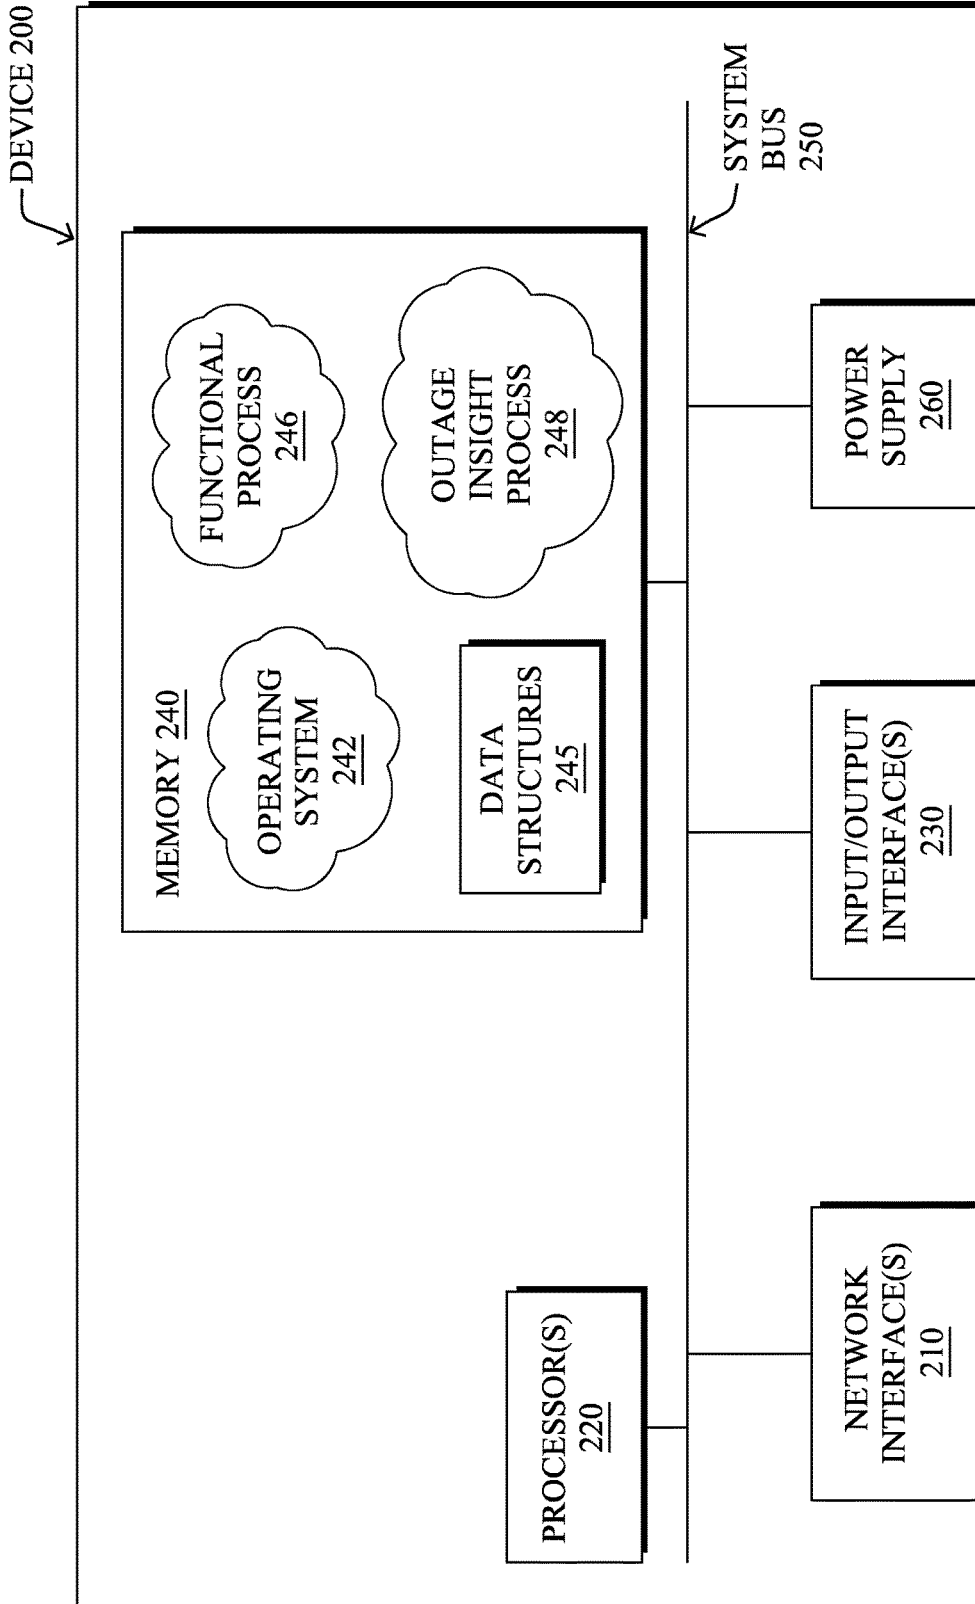 DEVICE 200
MEMORY 240
OPERATING
SYSTEM
242
FUNCTIONAL
PROCESS
246
DATA
STRUCTURES
245
OUTAGE
INSIGHT
PROCESS
248
PROCESSOR(S)
220
SYSTEM
BUS
250
NETWORK
INTERFACE(S)
210
INPUT/OUTPUT
INTERFACE(S)
230
POWER
SUPPLY
260